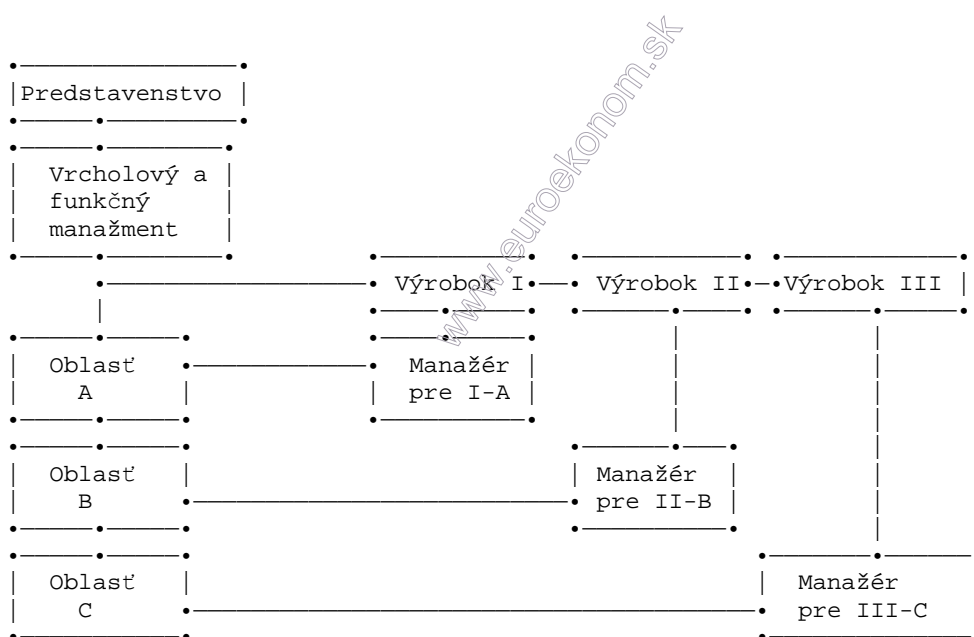 Predstavenstvo
Vrcholový a
funkčný
manažment
Výrobok I
Výrobok II
Výrobok III
Oblasť
A
Manažér
pre I-A
Oblasť
B
Manažér
pre II-B
Oblasť
C
Manažér
pre III-C
www.euroekonom.sk